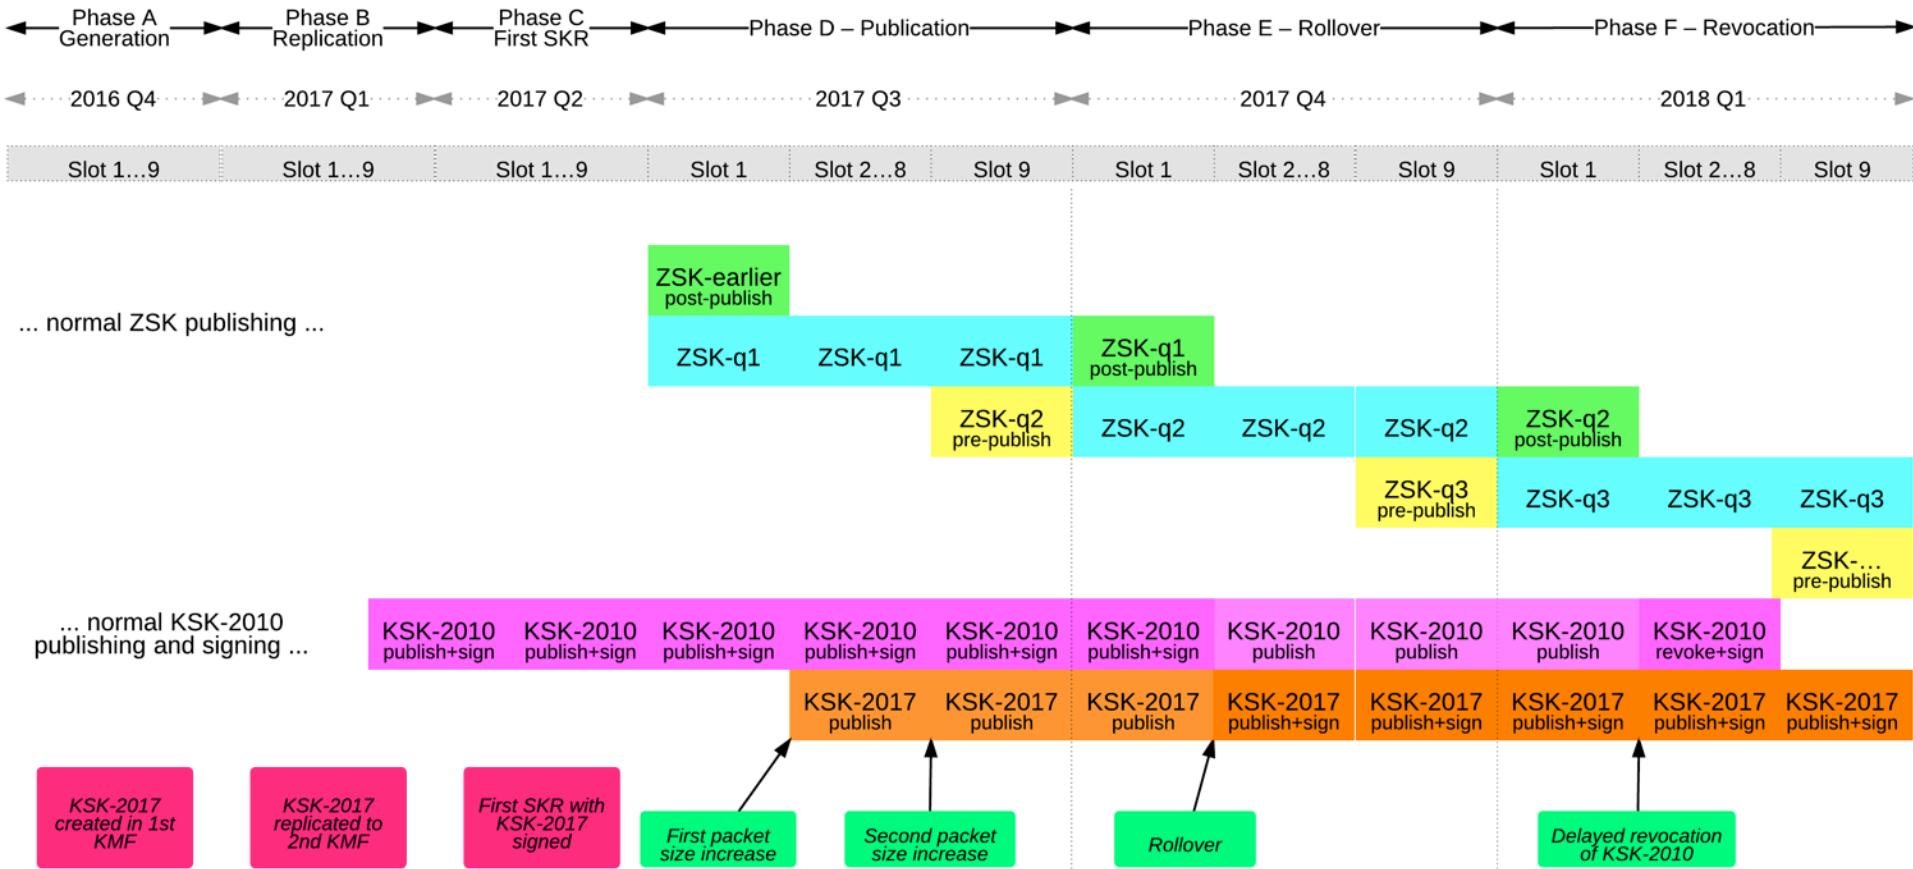 Phase A
Generation
Phase B
Replication
Phase C
First SKR
Phase D – Publication
Phase E – Rollover
Phase F – Revocation
2016 Q4
2017 Q1
2017 Q2
2017 Q3
2017 Q4
2018 Q1
Slot 1…9
Slot 1…9
Slot 1…9
Slot 1
Slot 2…8
Slot 9
Slot 1
Slot 2…8
Slot 9
Slot 1
Slot 2…8
Slot 9
... normal ZSK publishing ...
ZSK-earlier
post-publish
ZSK-q1
ZSK-q1
ZSK-q1
ZSK-q1
post-publish
ZSK-q2
pre-publish
ZSK-q2
ZSK-q2
ZSK-q2
ZSK-q2
post-publish
ZSK-q3
pre-publish
ZSK-q3
ZSK-q3
ZSK-q3
ZSK-…
pre-publish
... normal KSK-2010
publishing and signing ...
KSK-2010
publish+sign
KSK-2010
publish+sign
KSK-2010
publish+sign
KSK-2010
publish+sign
KSK-2010
publish+sign
KSK-2010
publish+sign
KSK-2010
publish
KSK-2010
publish
KSK-2010
publish
KSK-2010
revoke+sign
KSK-2017
publish
KSK-2017
publish
KSK-2017
publish
KSK-2017
publish+sign
KSK-2017
publish+sign
KSK-2017
publish+sign
KSK-2017
publish+sign
KSK-2017
publish+sign
KSK-2017
created in 1st
KMF
KSK-2017
replicated to
2nd KMF
First SKR with
KSK-2017
signed
First packet
size increase
Second packet
size increase
Rollover
Delayed revocation
of KSK-2010